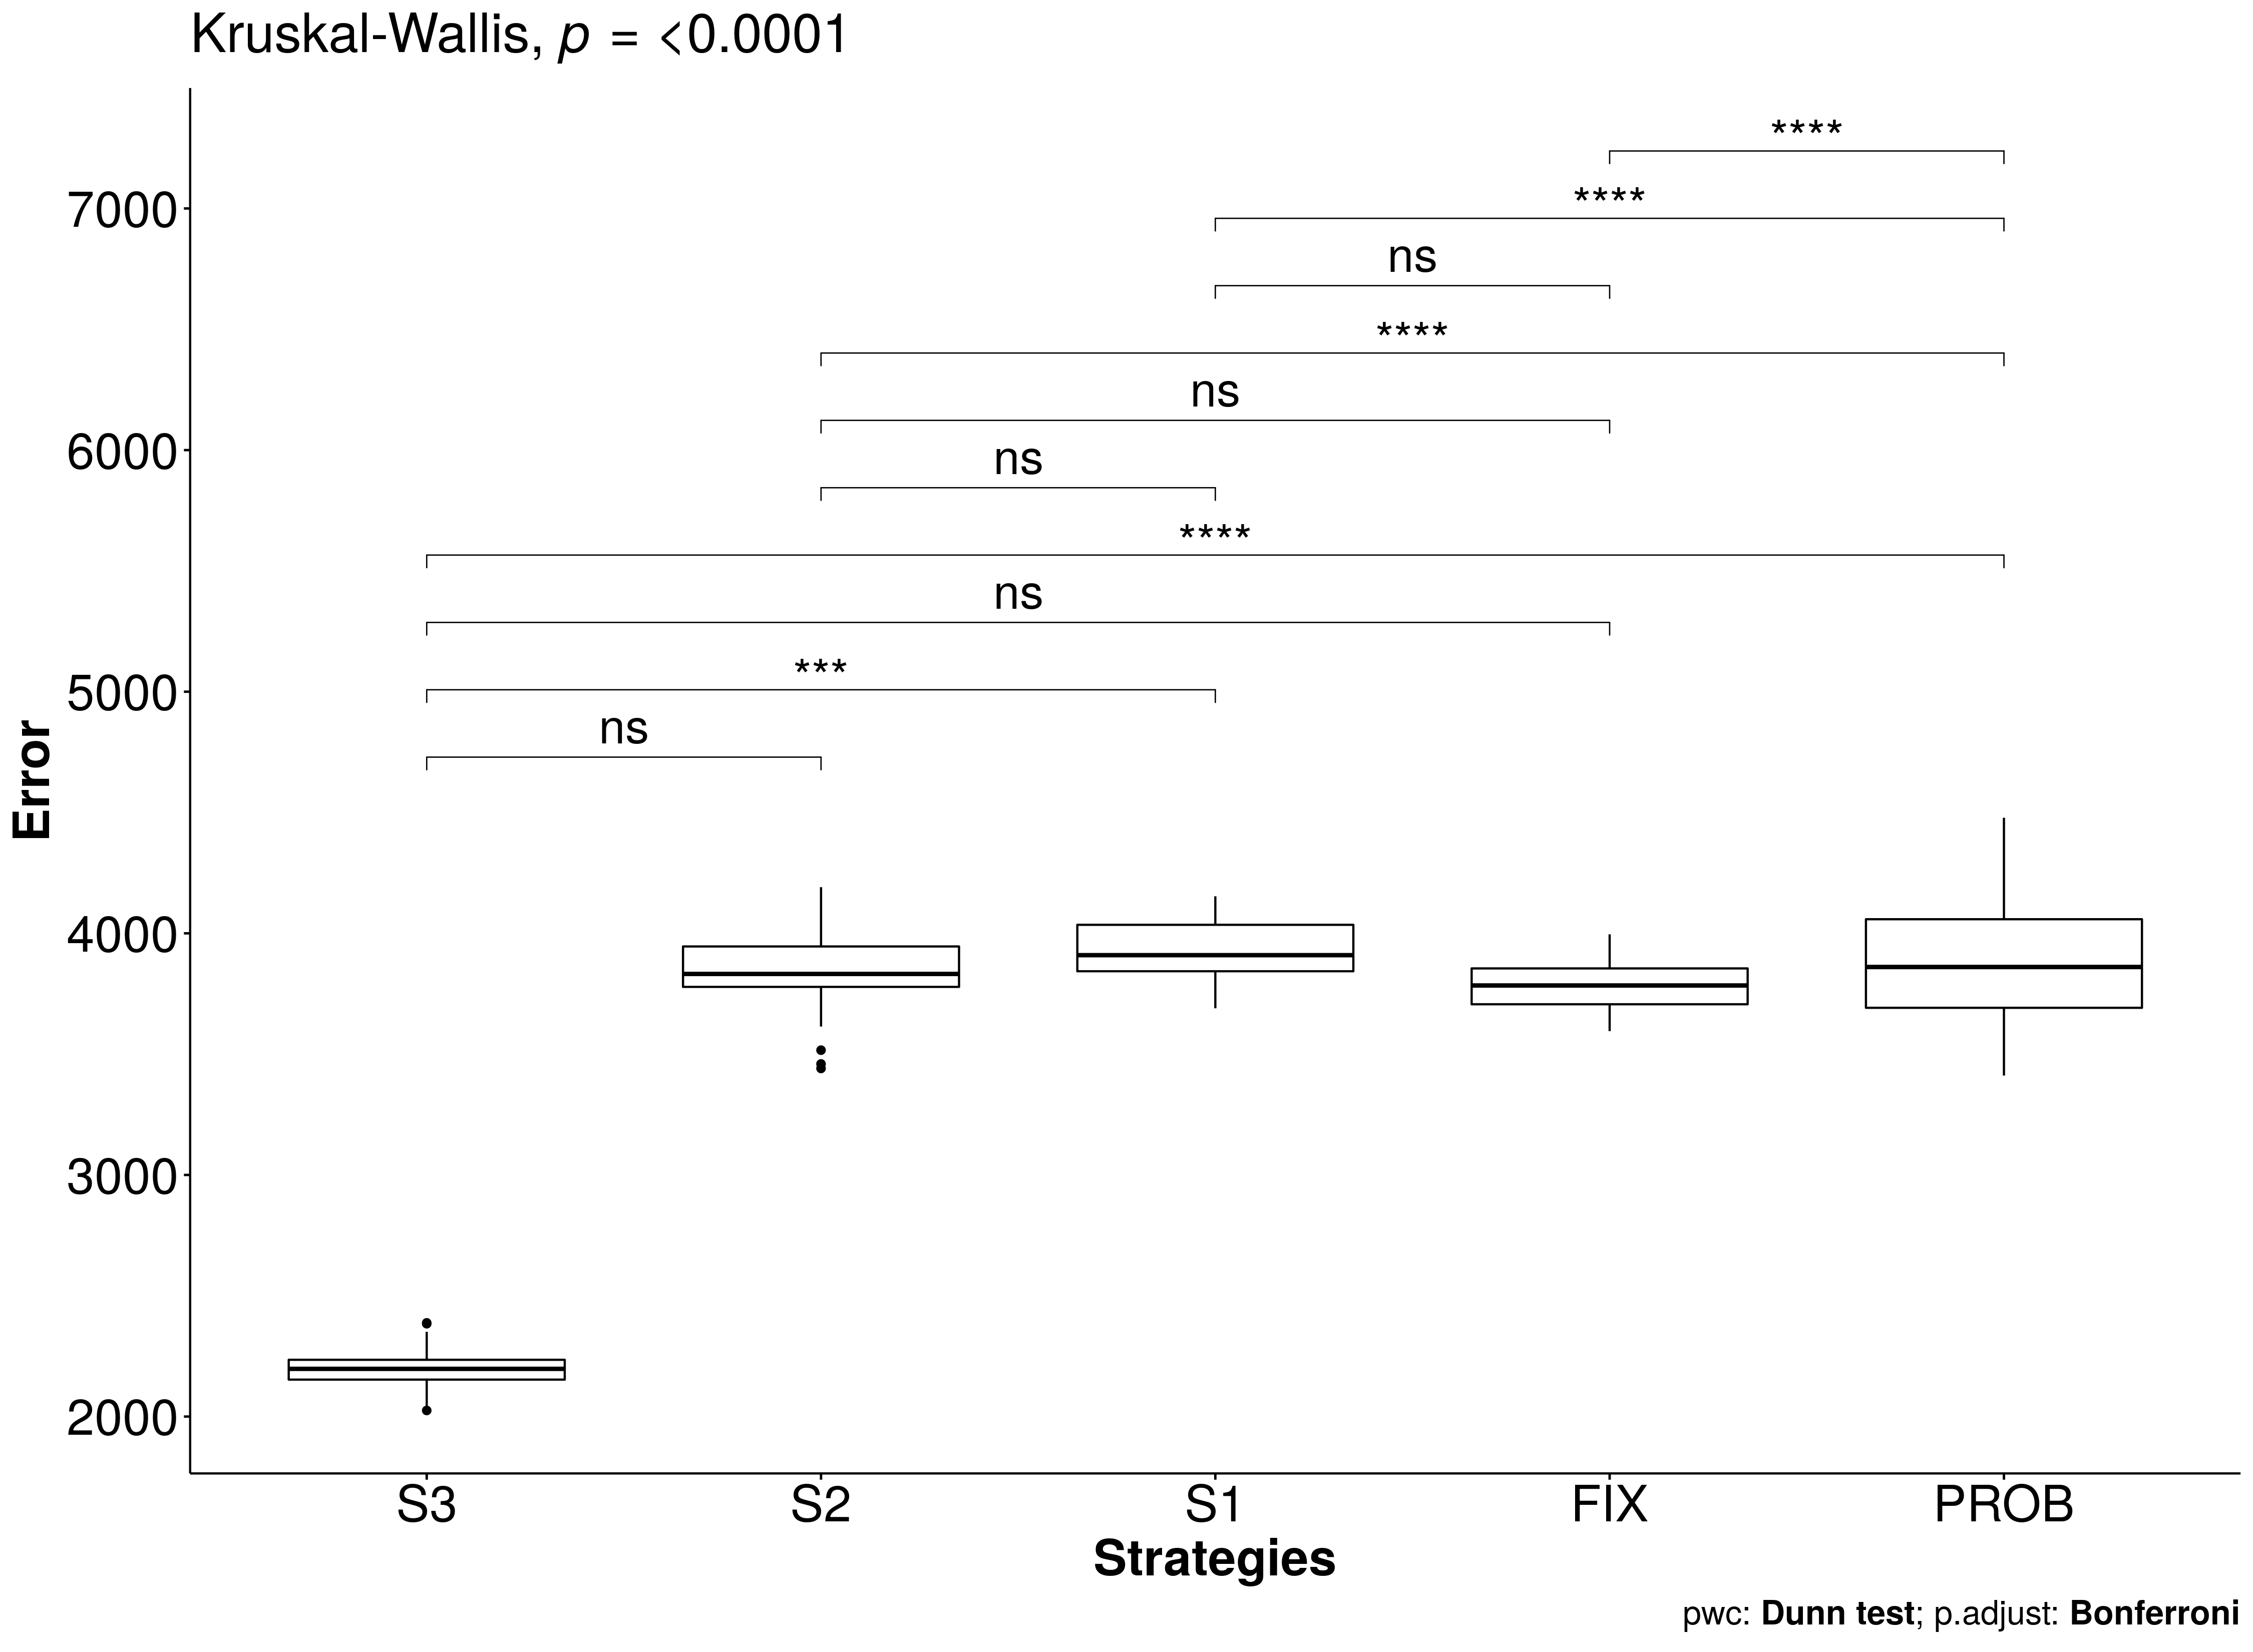 Kruskal-Wallis, p = <0.0001
****
7000
****
ns
****
ns
6000
ns
****
ns
5000
***
ns
Error
4000
3000
2000
S3 S2 S1 FIX PROB
Strategies
pwc: Dunn test; p.adjust: Bonferroni